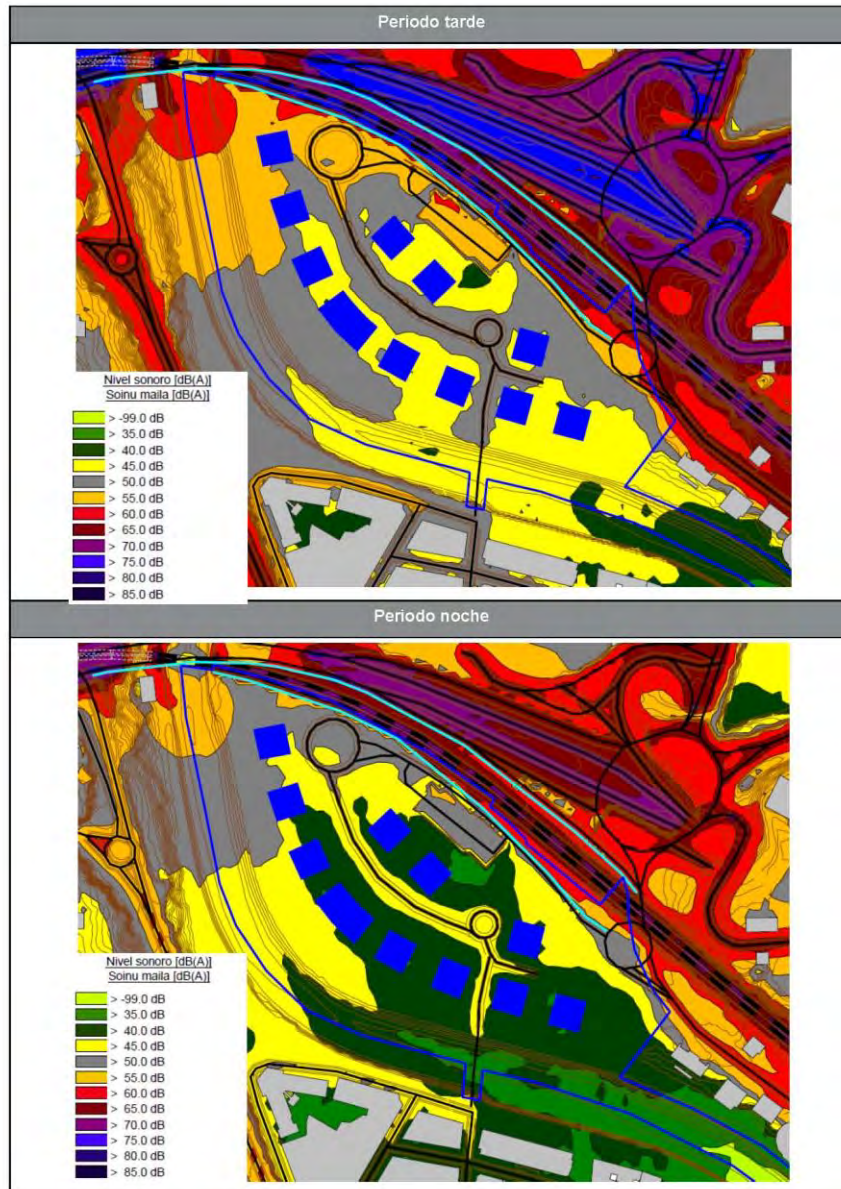 Periodo tarde
Nivel sonoro [dB(A)]
Soinu maila [dB(A)]
> -99.0 dB
> 35.0 dB
> 40.0 dB
> 45.0 dB
> 50.0 dB
> 55.0 dB
> 60.0 dB
> 65.0 dB
> 70.0 dB
> 75.0 dB
> 80.0 dB
> 85.0 dB
Periodo noche
Nivel sonoro [dB(A)]
Soinu maila [dB(A)]
> -99.0 dB
> 35.0 dB
> 40.0 dB
> 45.0 dB
> 50.0 dB
> 55.0 dB
> 60.0 dB
> 65.0 dB
> 70.0 dB
> 75.0 dB
> 80.0 dB
> 85.0 dB